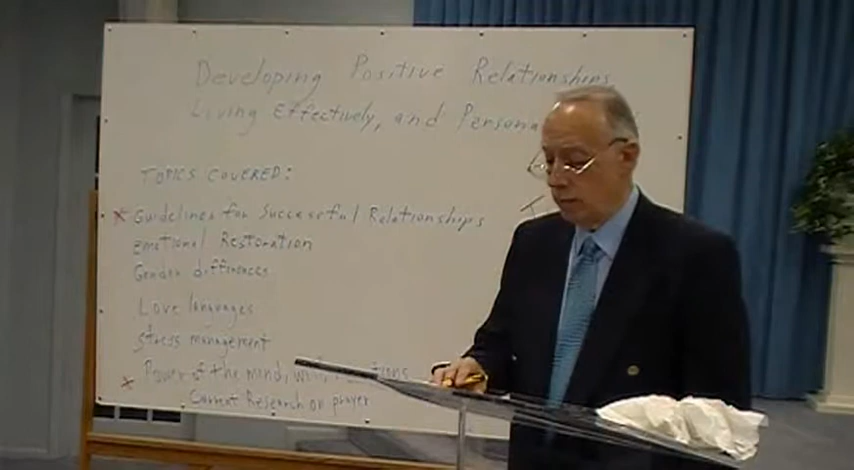 Developing Positive Relationships
Living Effectively, and
TOPICS COVERED:
Guidelines for Successful Relationships
Emotional Restoration
Gender differences
Love languages
Stress management
Power of the mind,
Current Research on prayer